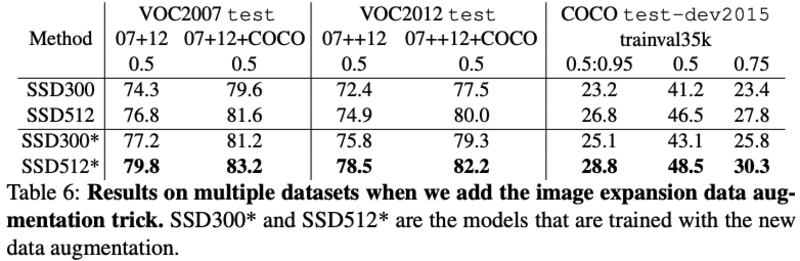 VOC2007 test VOC2012 test COCO test-dev2015
Method 07+12 07+12+COCO 07++12 07++12+COCO trainval35k
0.5 0.5 0.5 0.5 0.5:0.95 0.5 0.75
SSD300 74.3 79.6 72.4 77.5 23.2 41.2 23.4
SSD512 76.8 81.6 74.9 80.0 26.8 46.5 27.8
SSD300* 77.2 81.2 75.8 79.3 25.1 43.1 25.8
SSD512* 79.8 83.2 78.5 82.2 28.8 48.5 30.3
Table 6: Results on multiple datasets when we add the image expansion data aug-
mentation trick. SSD300* and SSD512* are the models that are trained with the new
data augmentation.